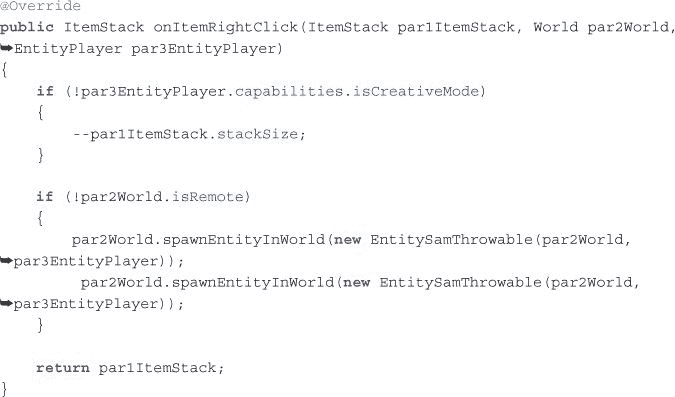 @Override
public ItemStack onItemRightClick(ItemStack par1ItemStack, World par2World,
➥EntityPlayer par3EntityPlayer)
{
    if (!par3EntityPlayer.capabilities.isCreativeMode)
    {
        --par1ItemStack.stackSize;
    }

    if (!par2World.isRemote)
    {
        par2World.spawnEntityInWorld(new EntitySamThrowable(par2World,
➥par3EntityPlayer));
         par2World.spawnEntityInWorld(new EntitySamThrowable(par2World,
➥par3EntityPlayer));
    }

    return par1ItemStack;
}